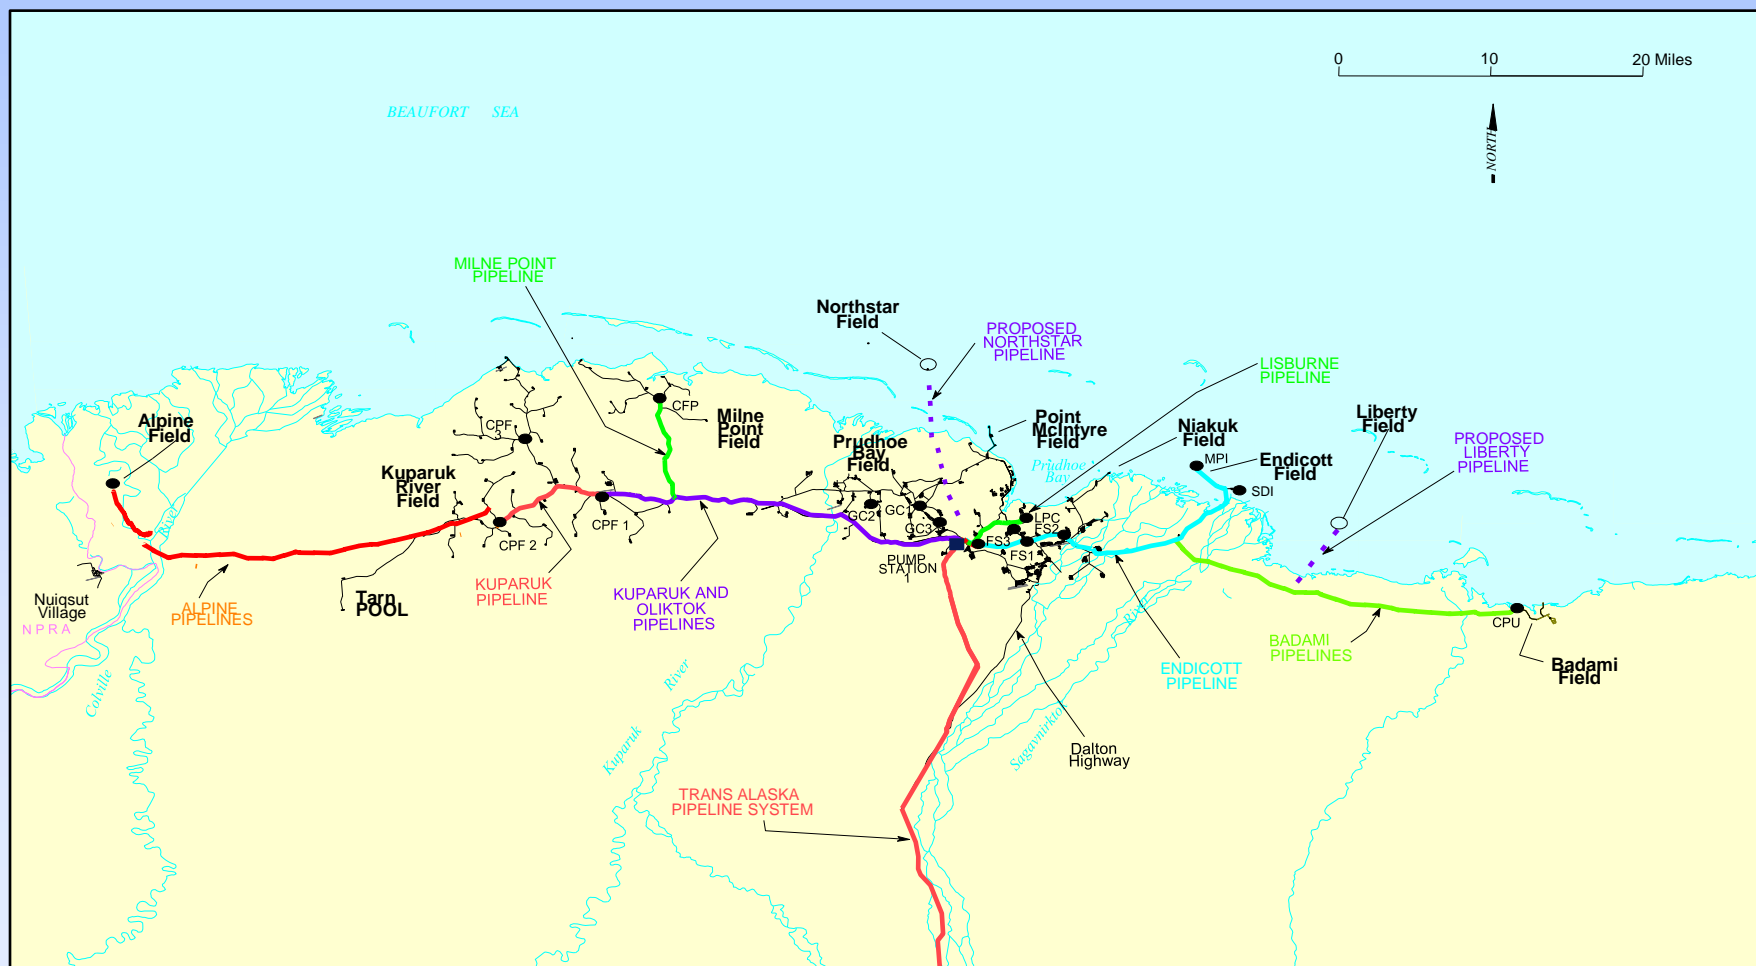 0 10 20 Miles
NORTH
BEAUFORT SEA
MILNE POINT
PIPELINE
Northstar
Field
PROPOSED
NORTHSTAR
PIPELINE
LISBURNE
PIPELINE
Alpine
Field
CPF
3
CFP
Milne
Point
Field
Prudhoe
Bay
Field
Point
McIntyre
Field
Niakuk
Field
Liberty
Field
PROPOSED
LIBERTY
PIPELINE
Prudhoe
Bay
MPI
Endicott
Field
SDI
Kuparuk
River
Field
CPF 1
CPF 2
GC2
GC1
GC3
LPC
FS2
FS3
FS1
PUMP
STATION
1
River
Nuiqsut
Village
NPRA
ALPINE
PIPELINES
Tarn
POOL
KUPARUK
PIPELINE
KUPARUK AND
OLIKTOK
PIPELINES
River
Kuparuk
Colville
River
Sagavnirktok
ENDICOTT
PIPELINE
BADAMI
PIPELINES
CPU
Badami
Field
Dalton
Highway
TRANS ALASKA
PIPELINE SYSTEM